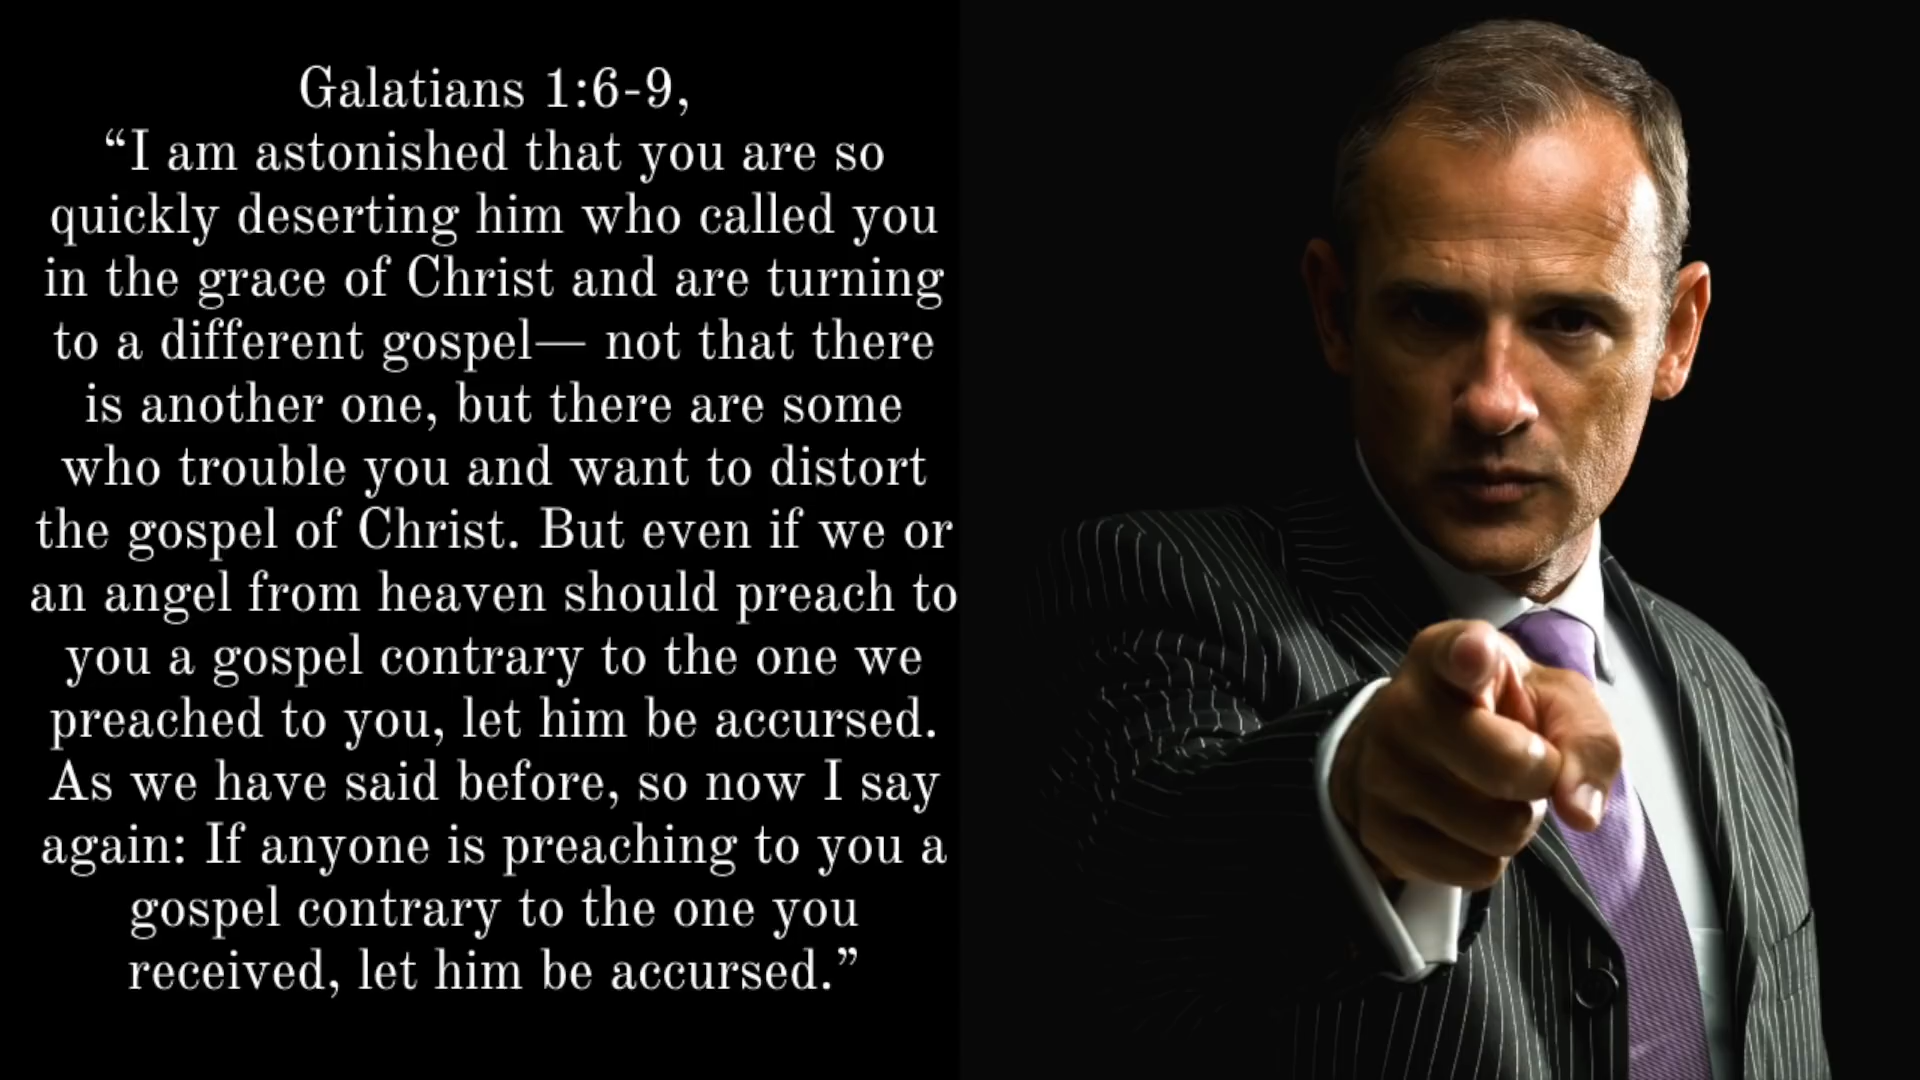 Galatians 1:6-9,
“I am astonished that you are so
quickly deserting him who called you
in the grace of Christ and are turning
to a different gospel— not that there
is another one, but there are some
who trouble you and want to distort
the gospel of Christ. But even if we or
an angel from heaven should preach to
you a gospel contrary to the one we
preached to you, let him be accursed.
As we have said before, so now I say
again: If anyone is preaching to you a
gospel contrary to the one you
received, let him be accursed.”